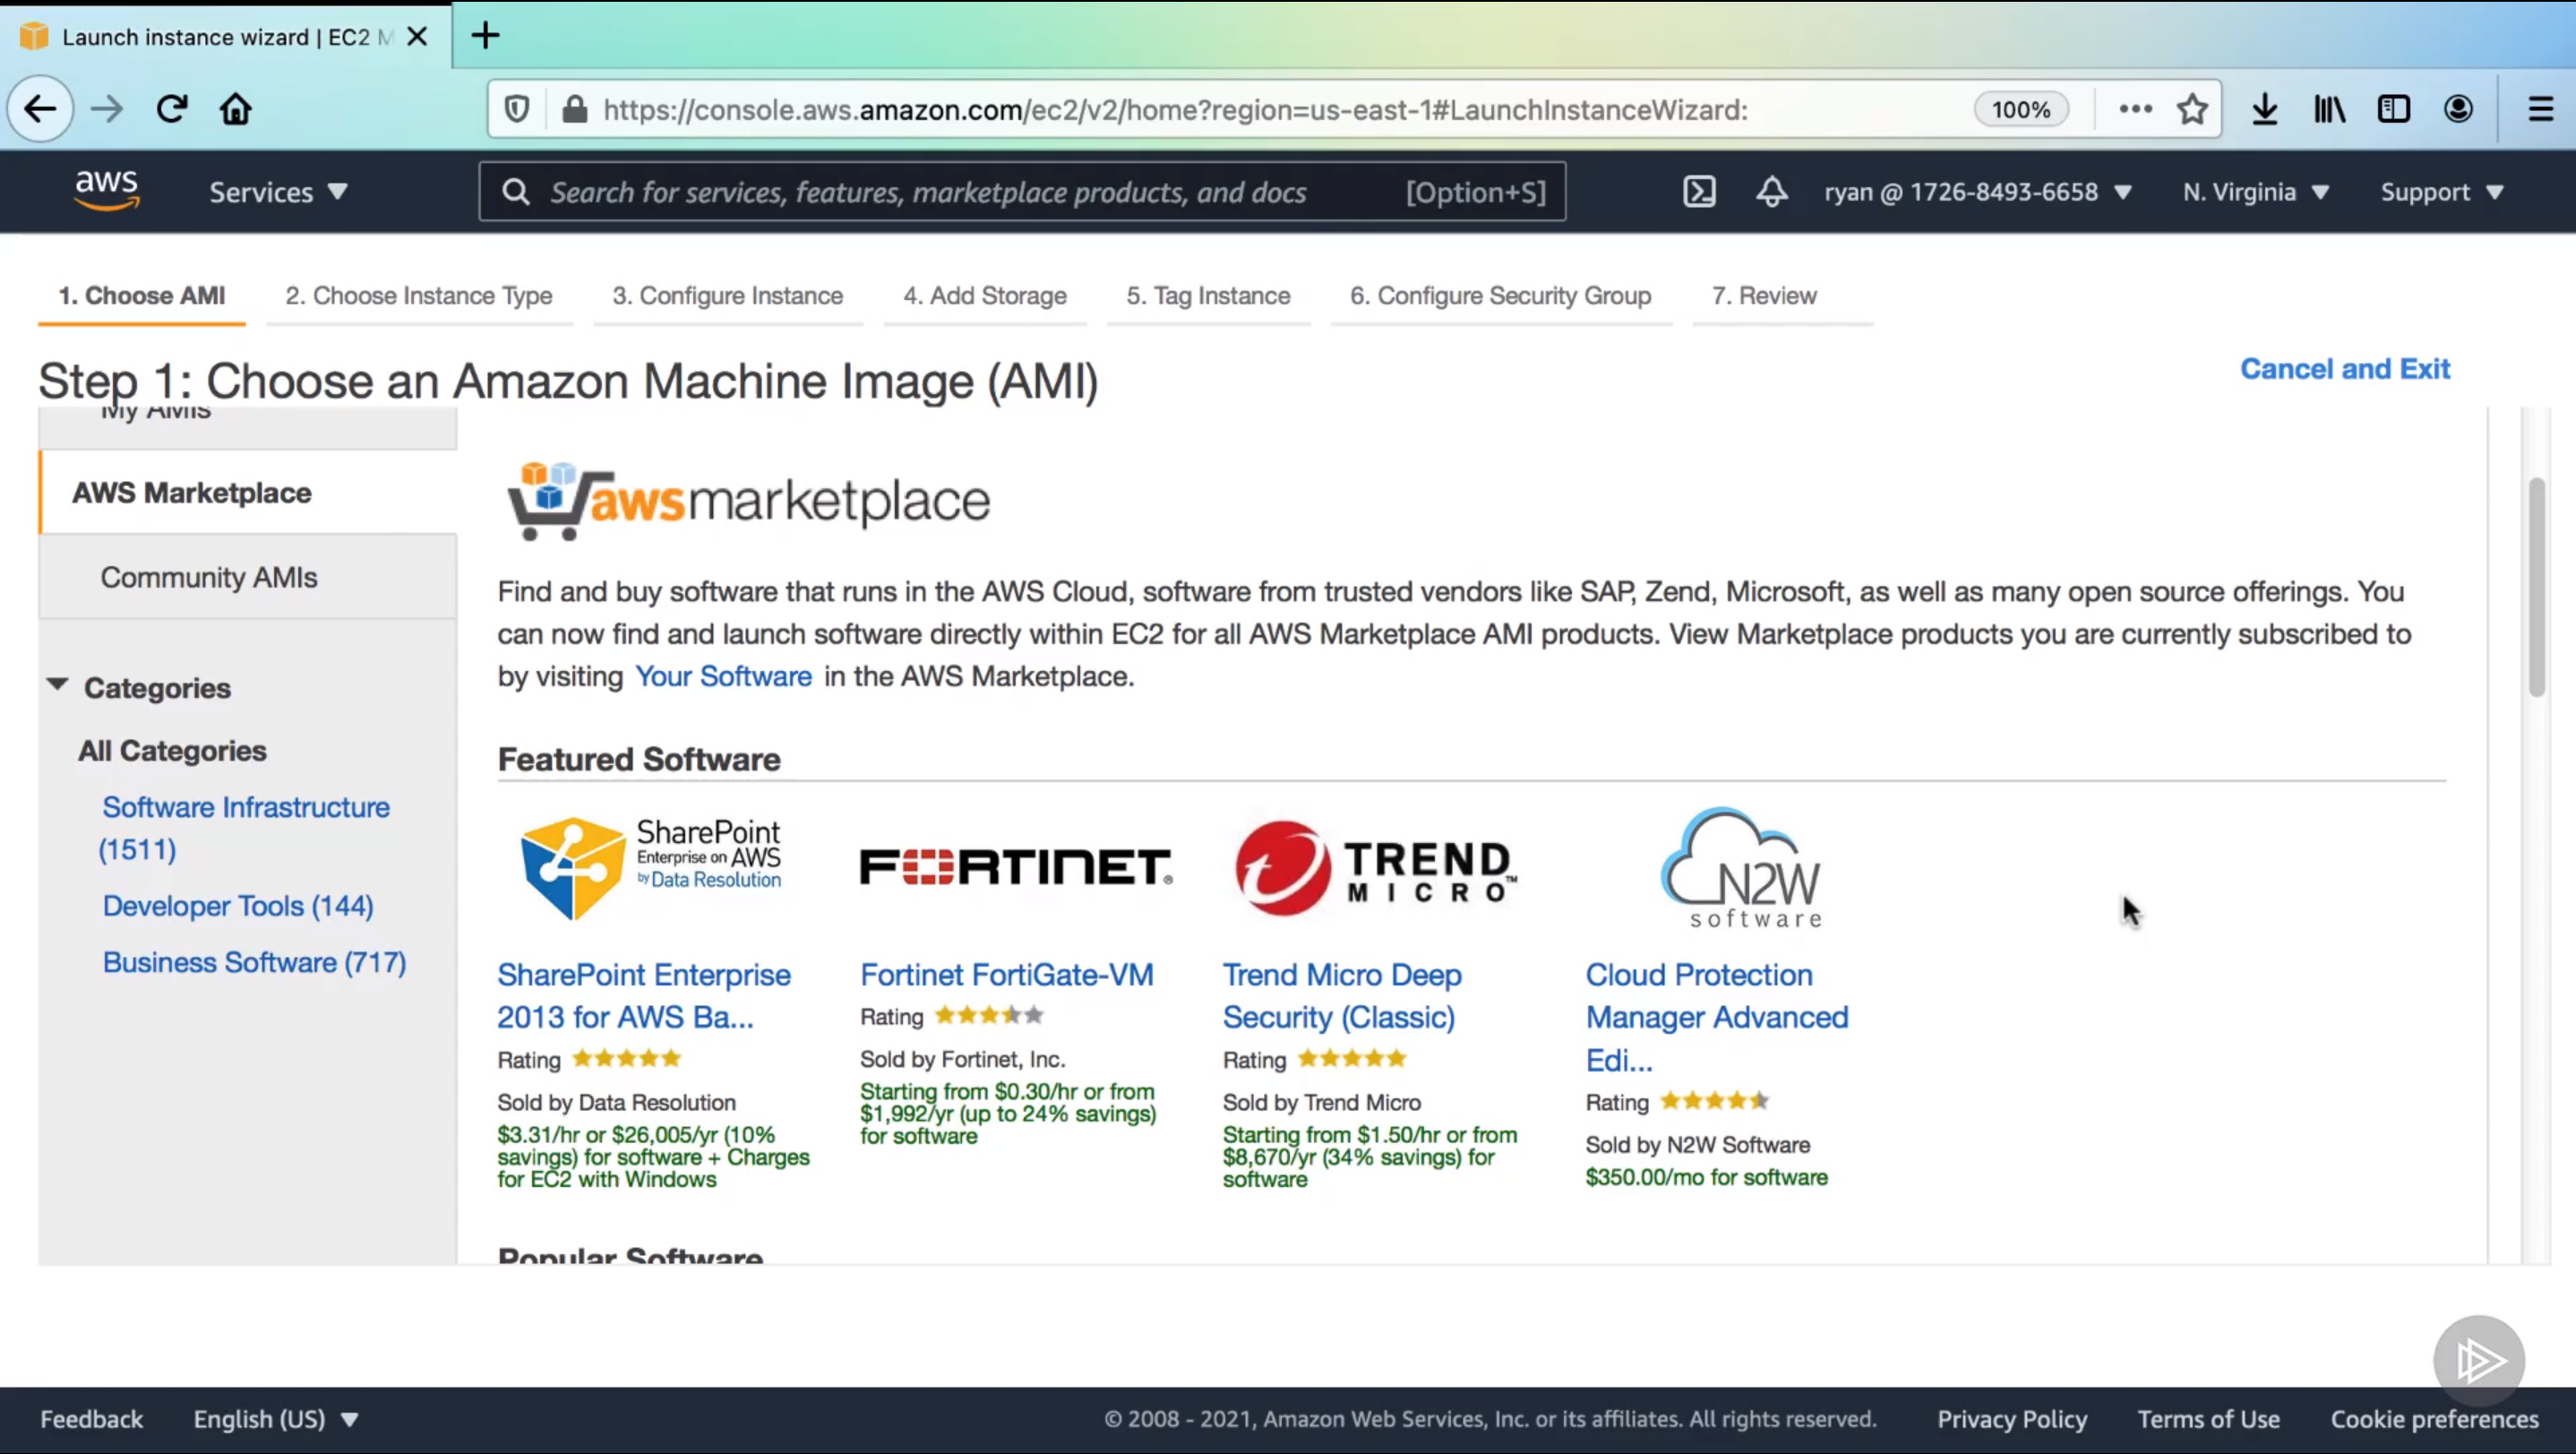 Launch instance wizard | EC2 M
https://console.aws.amazon.com/ec2/v2/home?region=us-east-1#LaunchInstanceWizard:
100%
aws
Services
Search for services, features, marketplace products, and docs
[Option+S]
ryan @ 1726-8493-6658
N. Virginia
Support
1. Choose AMI
2. Choose Instance Type
3. Configure Instance
4. Add Storage
5. Tag Instance
6. Configure Security Group
7. Review
Step 1: Choose an Amazon Machine Image (AMI)
Cancel and Exit
My AMIs
AWS Marketplace
Community AMIs
Categories
All Categories
Software Infrastructure
(1511)
Developer Tools (144)
Business Software (717)
awsmarketplace
Find and buy software that runs in the AWS Cloud, software from trusted vendors like SAP, Zend, Microsoft, as well as many open source offerings. You
can now find and launch software directly within EC2 for all AWS Marketplace AMI products. View Marketplace products you are currently subscribed to
by visiting Your Software in the AWS Marketplace.
Featured Software
SharePoint
Enterprise on AWS
by Data Resolution
SharePoint Enterprise
2013 for AWS Ba...
Rating
Sold by Data Resolution
$3.31/hr or $26,005/yr (10%
savings) for software + Charges
for EC2 with Windows
FORTINET®
Fortinet FortiGate-VM
Rating
Sold by Fortinet, Inc.
Starting from $0.30/hr or from
$1,992/yr (up to 24% savings)
for software
TREND
MICRO™
Trend Micro Deep
Security (Classic)
Rating
Sold by Trend Micro
Starting from $1.50/hr or from
$8,670/yr (34% savings) for
software
N2W
software
Cloud Protection
Manager Advanced
Edi...
Rating
Sold by N2W Software
$350.00/mo for software
Popular Software
Feedback
English (US)
© 2008 - 2021, Amazon Web Services, Inc. or its affiliates. All rights reserved.
Privacy Policy
Terms of Use
Cookie preferences